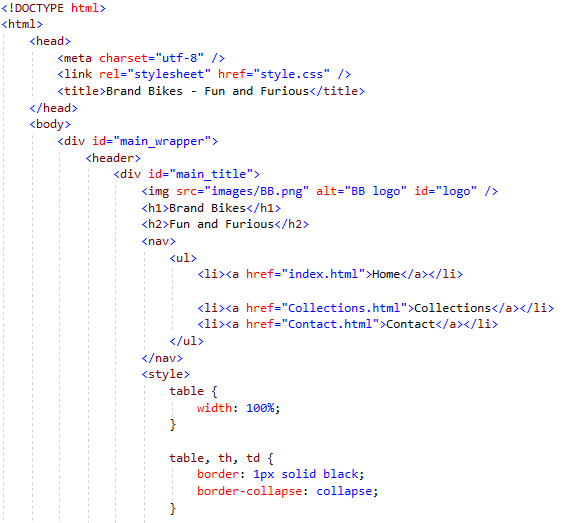 <!DOCTYPE html>
<html>
<head>
<meta charset="utf-8" />
<link rel="stylesheet" href="style.css" />
<title>Brand Bikes - Fun and Furious</title>
</head>
<body>
<div id="main_wrapper">
<header>
<div id="main_title">
<img src="images/BB.png" alt="BB logo" id="logo" />
<h1>Brand Bikes</h1>
<h2>Fun and Furious</h2>
<nav>
<ul>
<li><a href="index.html">Home</a></li>
<li><a href="Collections.html">Collections</a></li>
<li><a href="Contact.html">Contact</a></li>
</ul>
</nav>
<style>
table {
width: 100%;
}
table, th, td {
border: 1px solid black;
border-collapse: collapse;
}